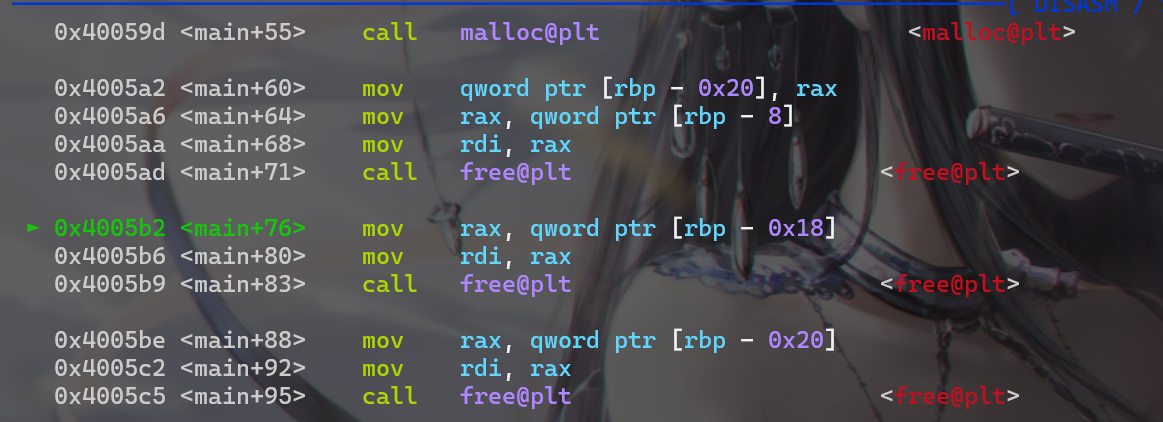 [ DISASM /
0x40059d <main+55> call malloc@plt <malloc@plt>
0x4005a2 <main+60> mov qword ptr [rbp - 0x20], rax
0x4005a6 <main+64> mov rax, qword ptr [rbp - 8]
0x4005aa <main+68> mov rdi, rax
0x4005ad <main+71> call free@plt <free@plt>
► 0x4005b2 <main+76> mov rax, qword ptr [rbp - 0x18]
0x4005b6 <main+80> mov rdi, rax
0x4005b9 <main+83> call free@plt <free@plt>
0x4005be <main+88> mov rax, qword ptr [rbp - 0x20]
0x4005c2 <main+92> mov rdi, rax
0x4005c5 <main+95> call free@plt <free@plt>